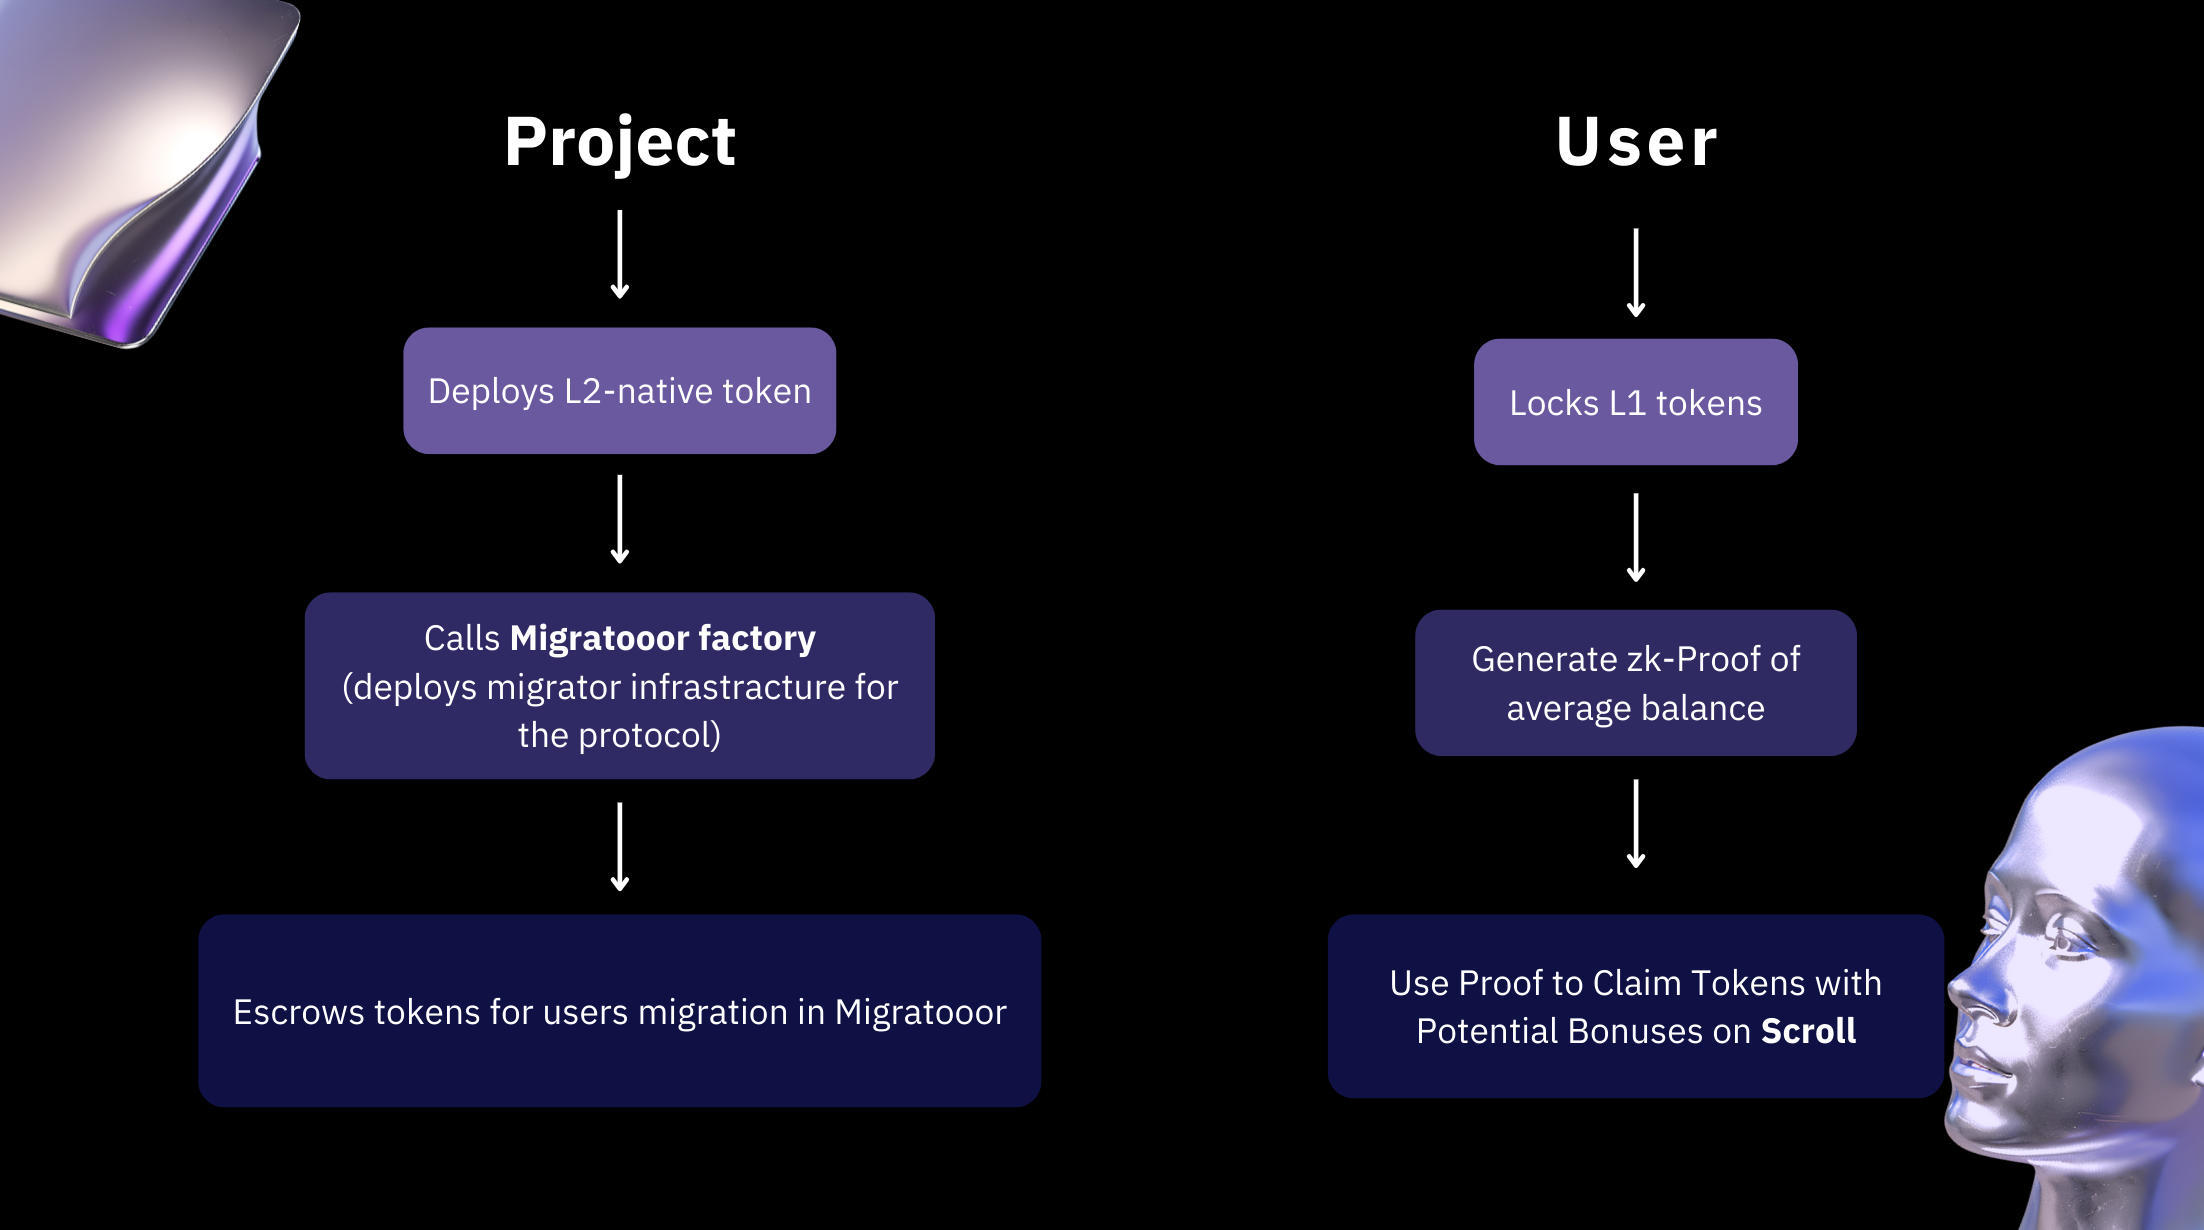 Project
Deploys L2-native token
Calls Migratooor factory
(deploys migrator infrastracture for
the protocol)
Escrows tokens for users migration in Migratooor
User
Locks L1 tokens
Generate zk-Proof of
average balance
Use Proof to Claim Tokens with
Potential Bonuses on Scroll